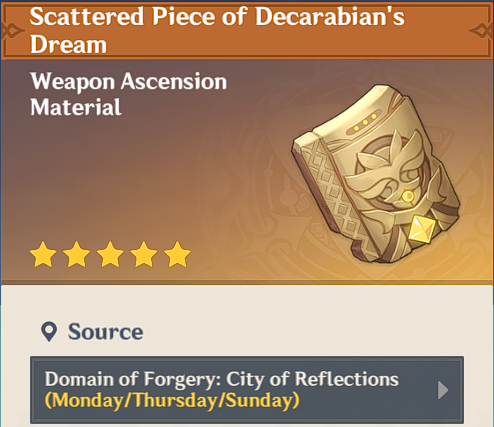 Scattered Piece of Decarabian's
Dream
Weapon Ascension
Material
Source
Domain of Forgery: City of Reflections
(Monday/Thursday/Sunday)